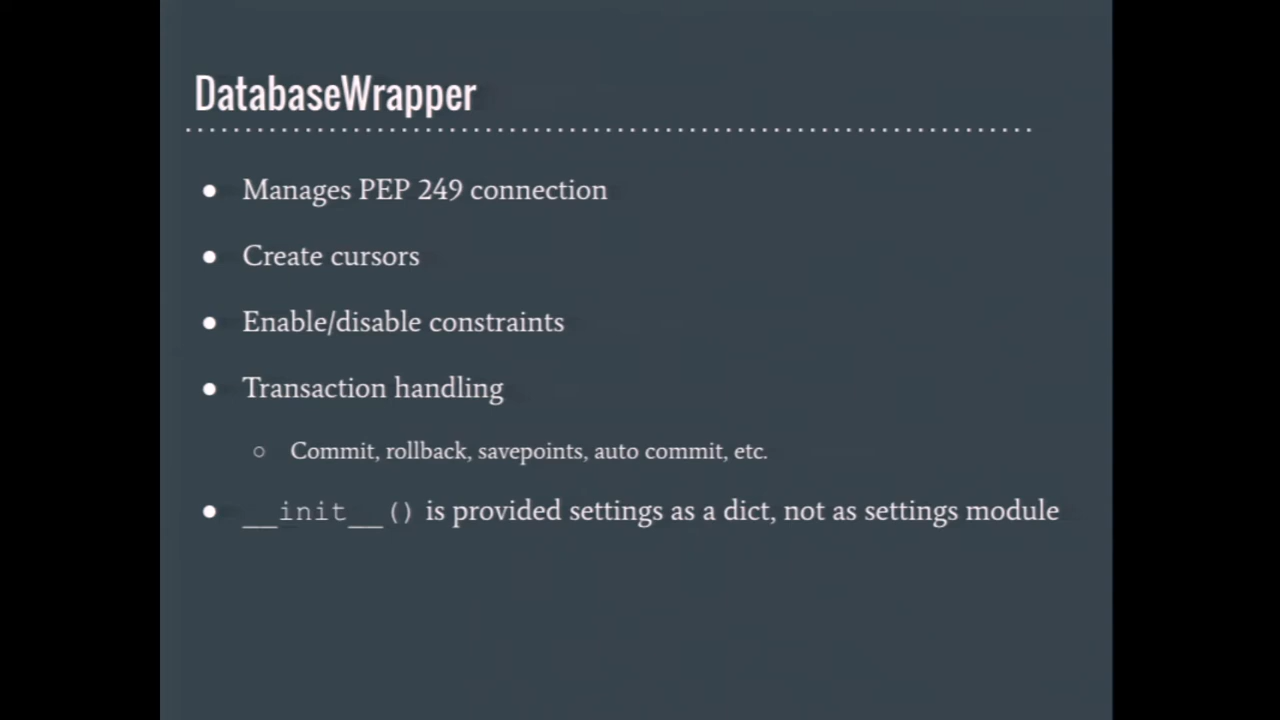 DatabaseWrapper
● Manages PEP 249 connection
● Create cursors
● Enable/disable constraints
● Transaction handling
○ Commit, rollback, savepoints, auto commit, etc.
● __init__() is provided settings as a dict, not as settings module